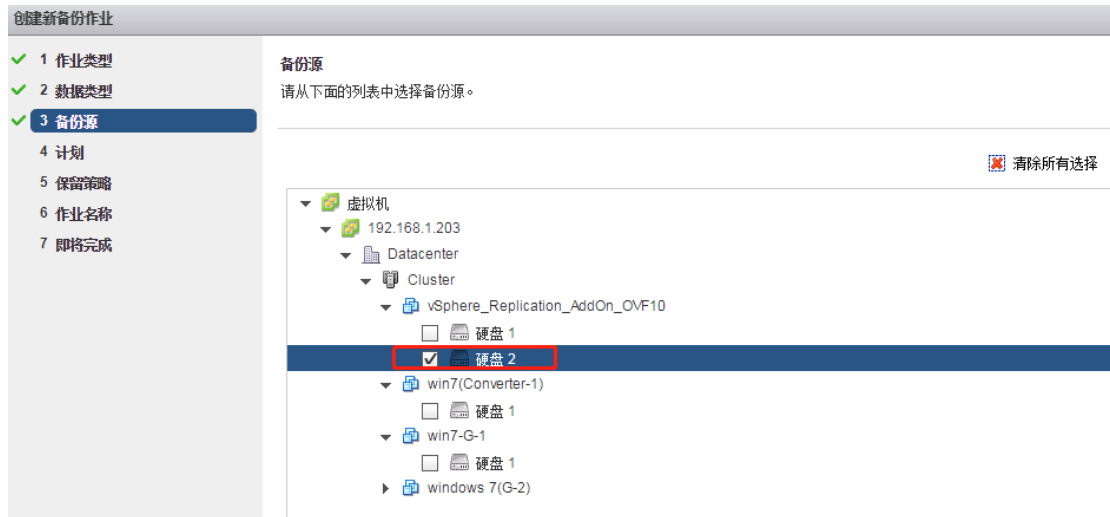 创建新备份作业
1 作业类型
2 数据类型
3 备份源
4 计划
5 保留策略
6 作业名称
7 即将完成
备份源
请从下面的列表中选择备份源。
清除所有选择
虚拟机
192.168.1.203
Datacenter
Cluster
vSphere_Replication_AddOn_OVF10
硬盘 1
硬盘 2
win7(Converter-1)
硬盘 1
win7-G-1
硬盘 1
windows 7(G-2)